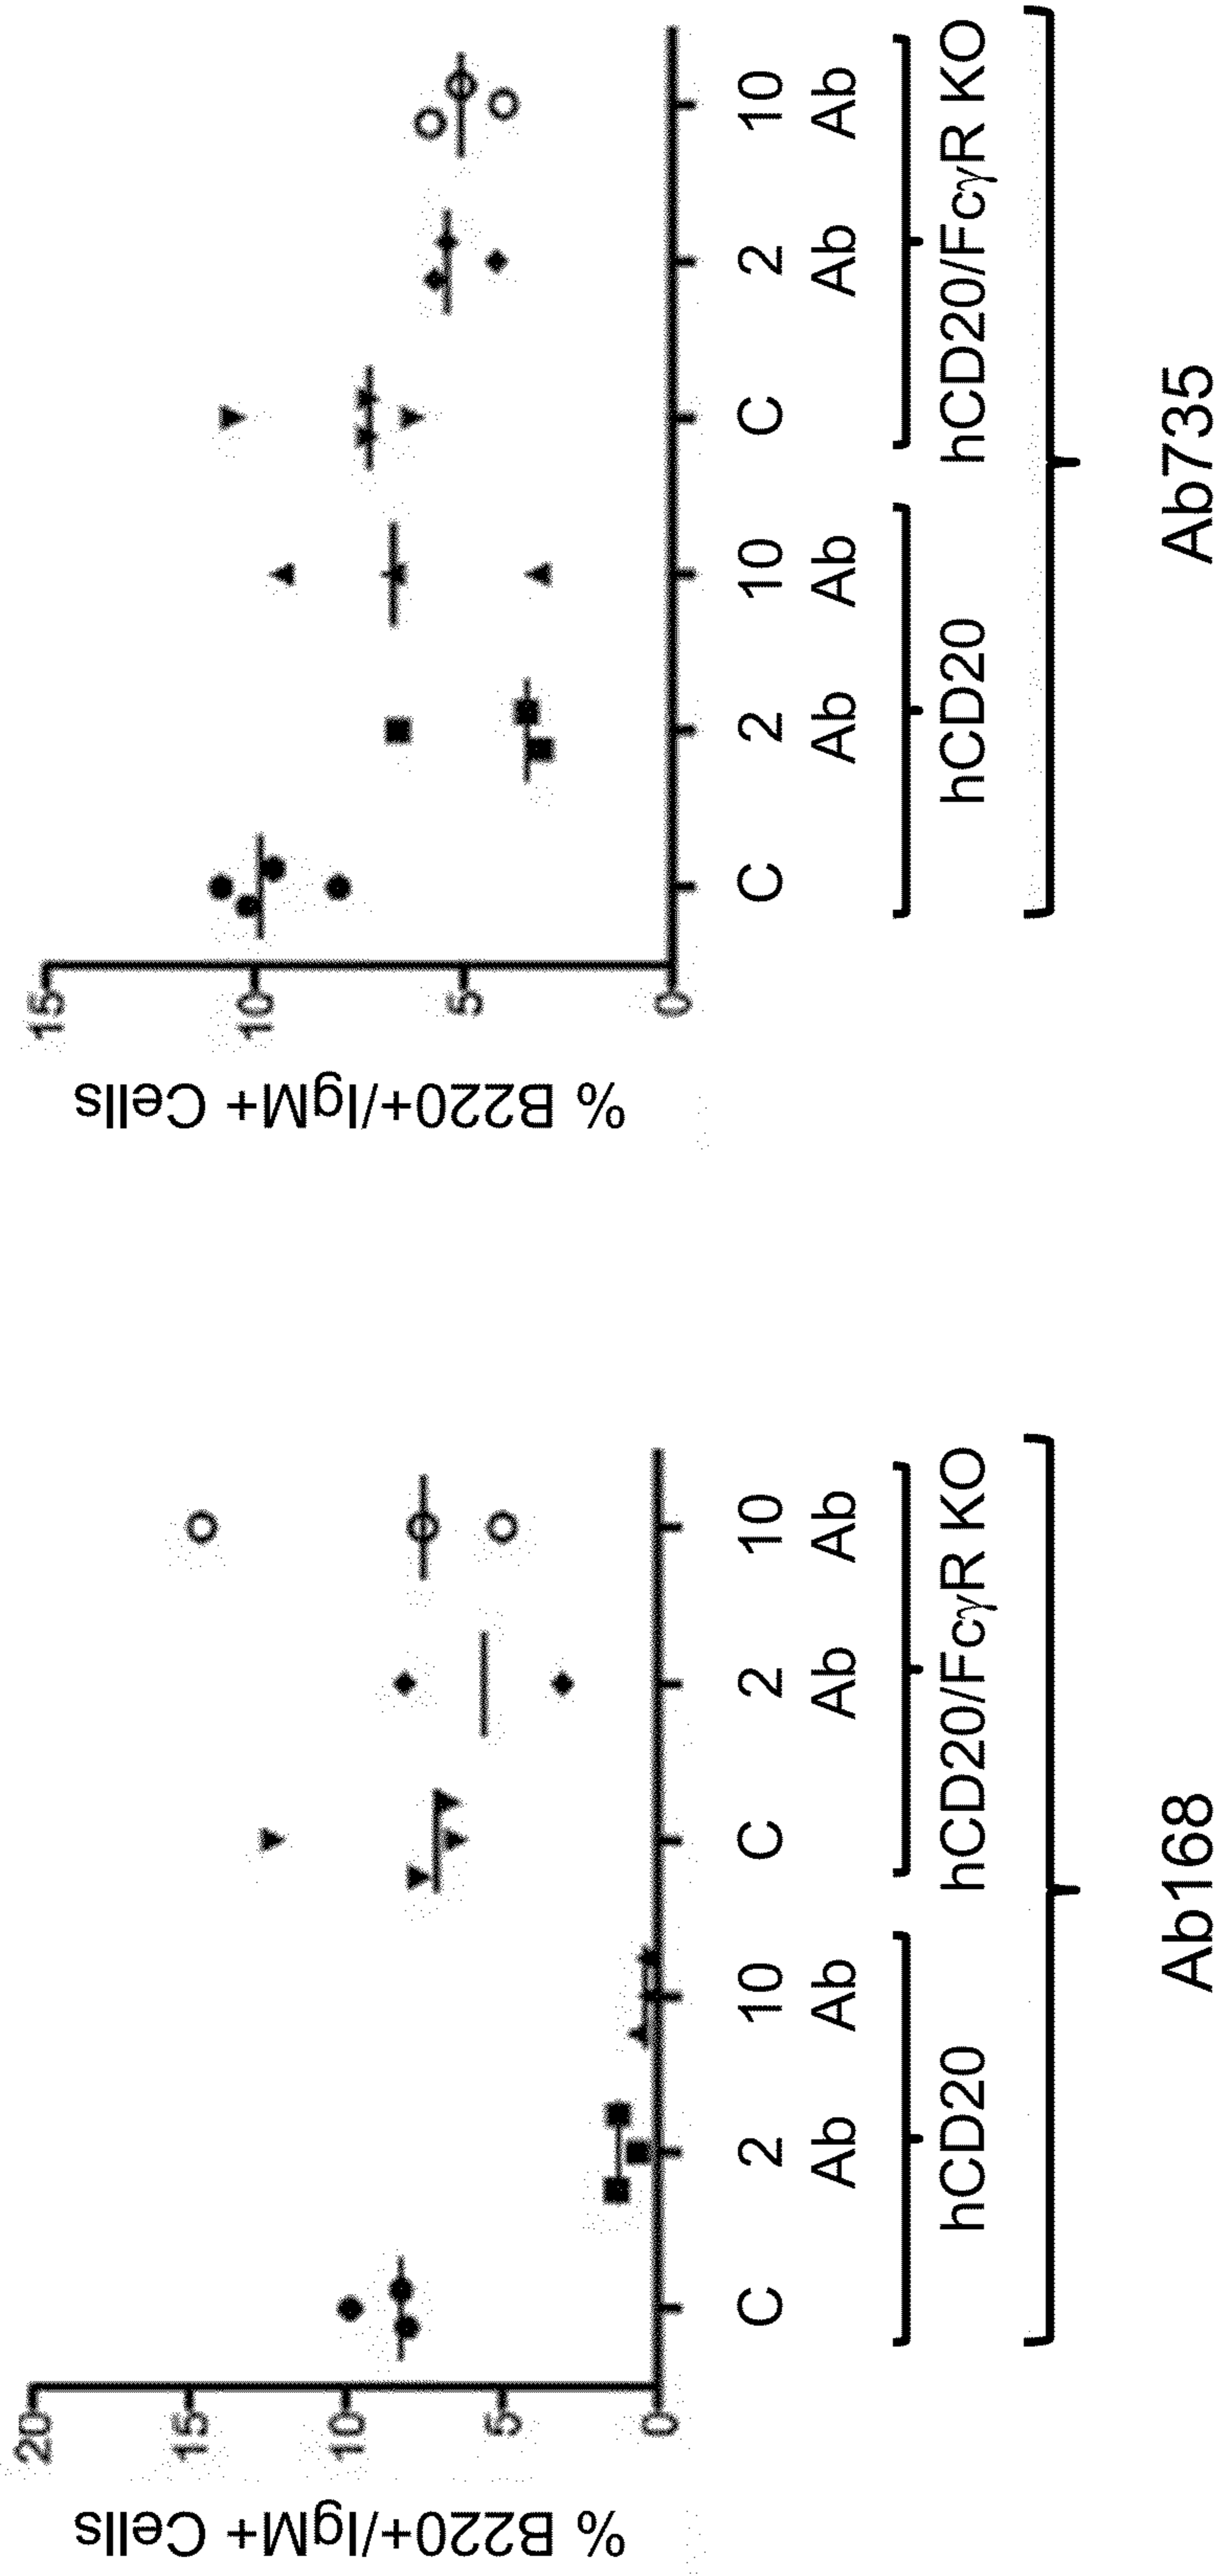 % B220+/IgM+ Cells
20
15
10
5
0
C 2 10 C 2 10
Ab Ab Ab Ab
hCD20 hCD20/FcγR KO
Ab168
% B220+/IgM+ Cells
15
10
5
0
C 2 10 C 2 10
Ab Ab Ab Ab
hCD20 hCD20/FcγR KO
Ab735